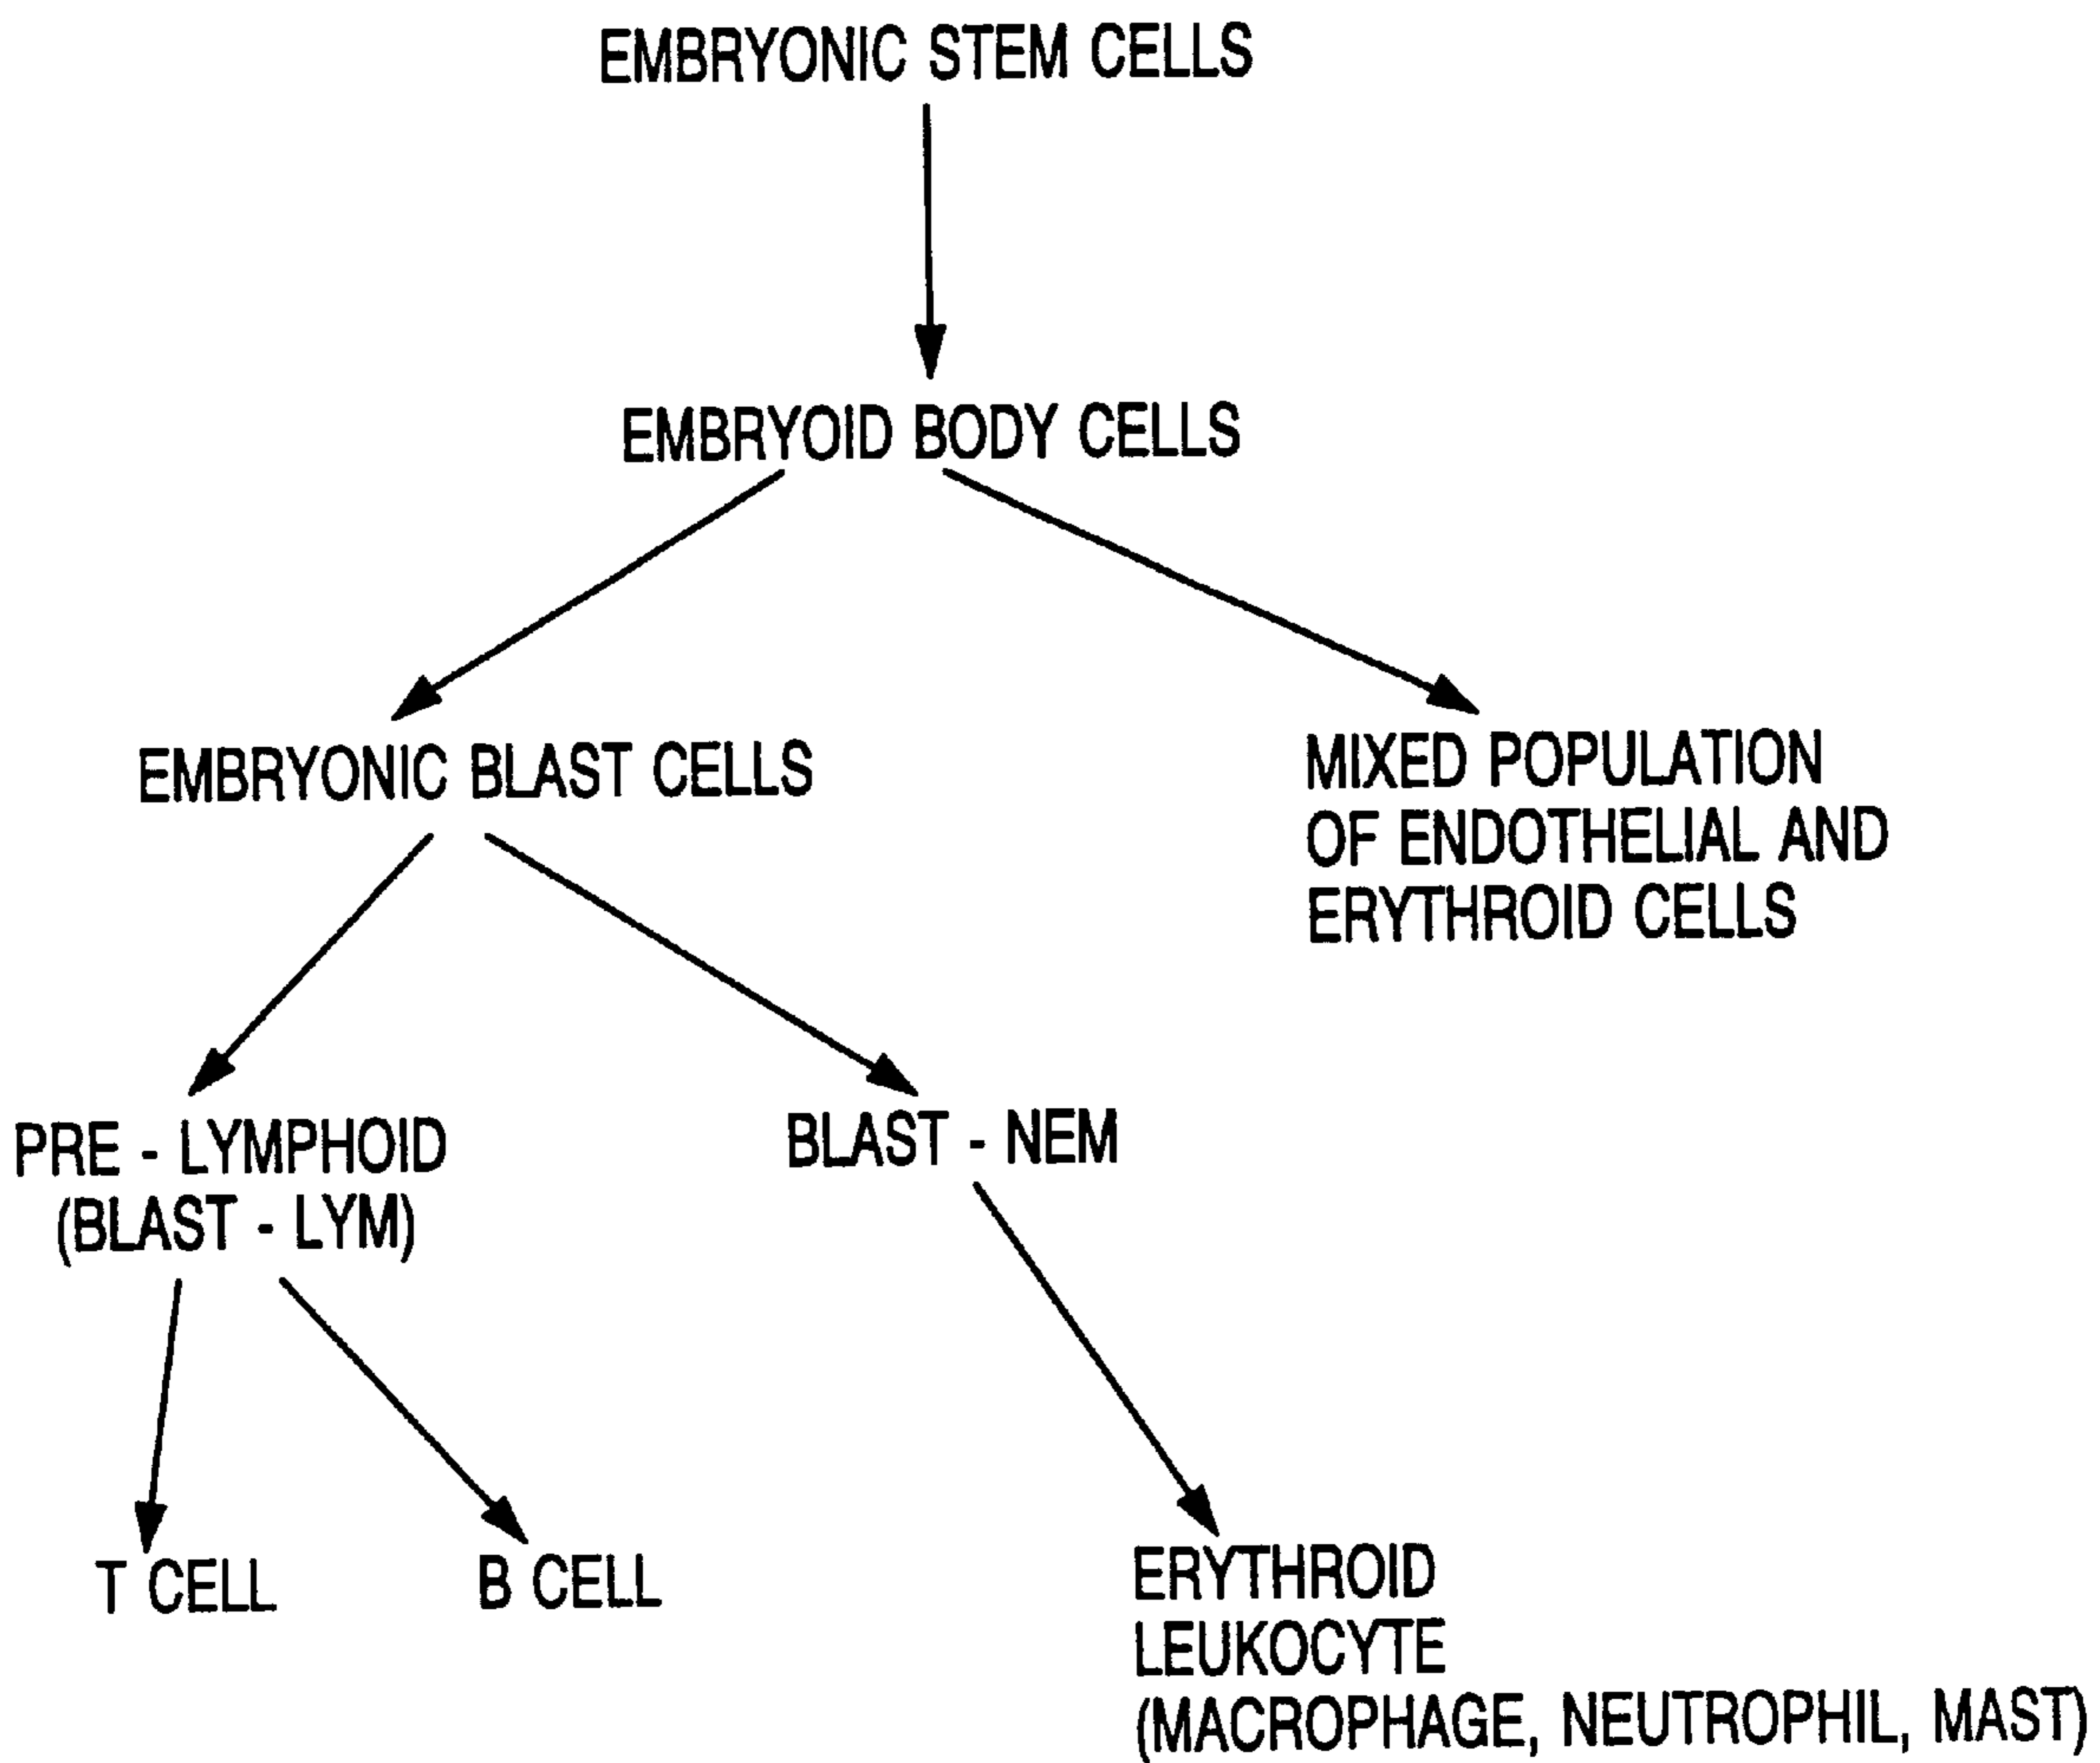 EMBRYONIC STEM CELLS
EMBRYOID BODY CELLS
EMBRYONIC BLAST CELLS
MIXED POPULATION
OF ENDOTHELIAL AND
ERYTHROID CELLS
PRE - LYMPHOID
(BLAST - LYM)
BLAST - NEM
T CELL
B CELL
ERYTHROID
LEUKOCYTE
(MACROPHAGE, NEUTROPHIL, MAST)